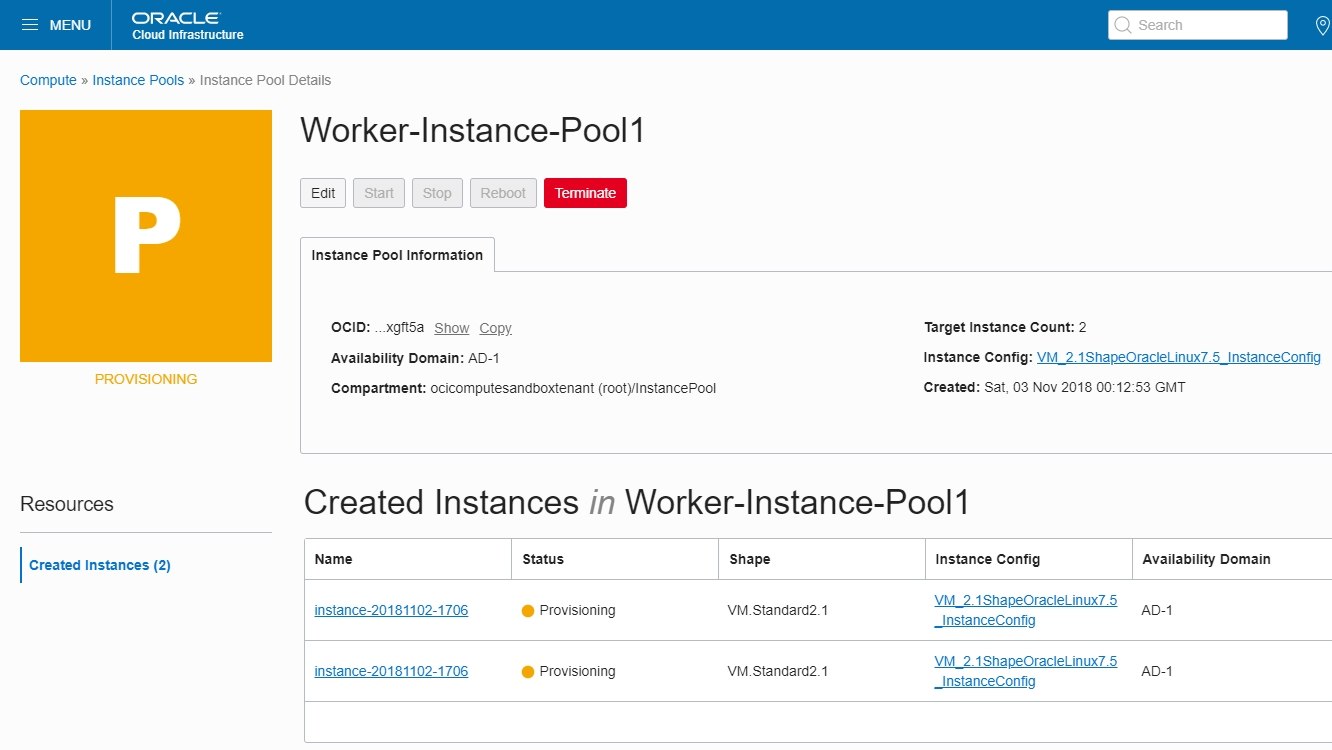 MENU
ORACLE
Cloud Infrastructure
Search
Compute » Instance Pools » Instance Pool Details
P
PROVISIONING
Worker-Instance-Pool1
Edit Start Stop Reboot Terminate
Instance Pool Information
OCID: ...xgft5a Show Copy
Availability Domain: AD-1
Compartment: ocicomputesandboxtenant (root)/InstancePool
Target Instance Count: 2
Instance Config: VM_2.1ShapeOracleLinux7.5_InstanceConfig
Created: Sat, 03 Nov 2018 00:12:53 GMT
Resources
Created Instances (2)
Created Instances in Worker-Instance-Pool1
Name Status Shape Instance Config Availability Domain
instance-20181102-1706 Provisioning VM.Standard2.1 VM_2.1ShapeOracleLinux7.5
_InstanceConfig AD-1
instance-20181102-1706 Provisioning VM.Standard2.1 VM_2.1ShapeOracleLinux7.5
_InstanceConfig AD-1